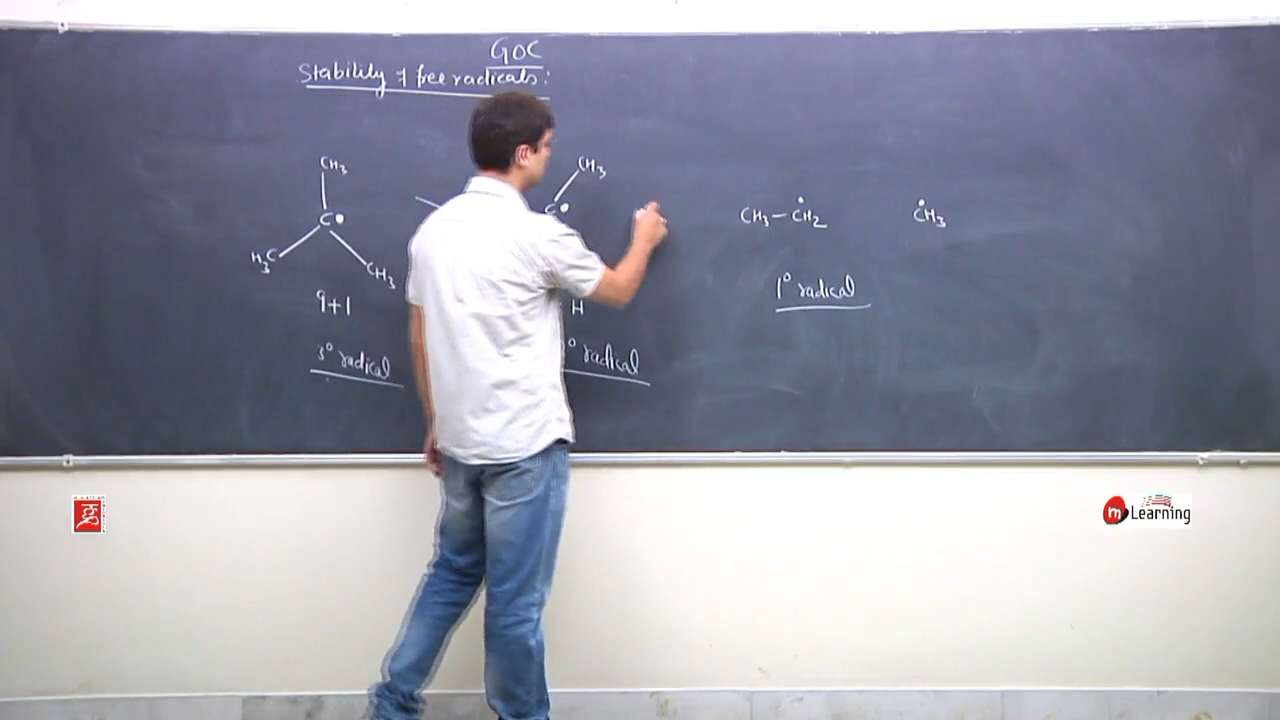 GOC
Stability of free radicals:
CH3
C•
H3C
CH3
9+1
3° radical
CH3
C•
H
° radical
CH3–ĊH2
1° radical
ĊH3
m Learning